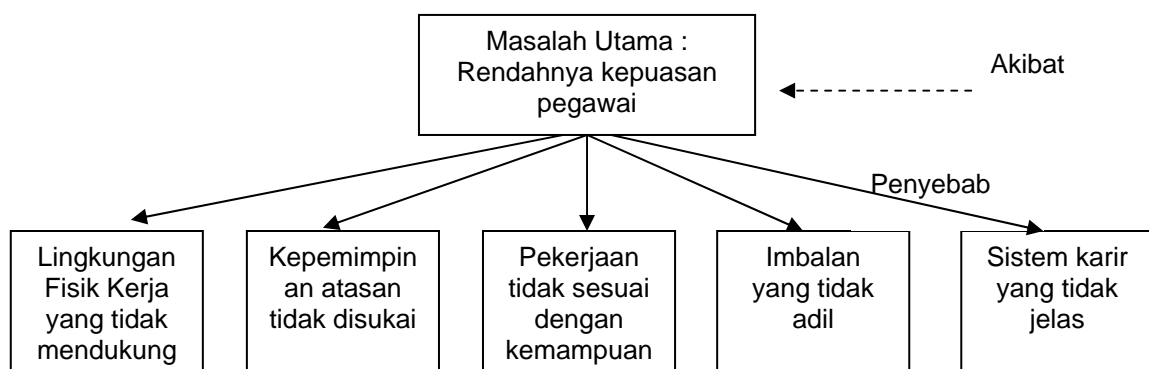 Masalah Utama :
Rendahnya kepuasan
pegawai
Akibat
Penyebab
Lingkungan
Fisik Kerja
yang tidak
mendukung
Kepemimpin
an atasan
tidak disukai
Pekerjaan
tidak sesuai
dengan
kemampuan
Imbalan
yang tidak
adil
Sistem karir
yang tidak
jelas